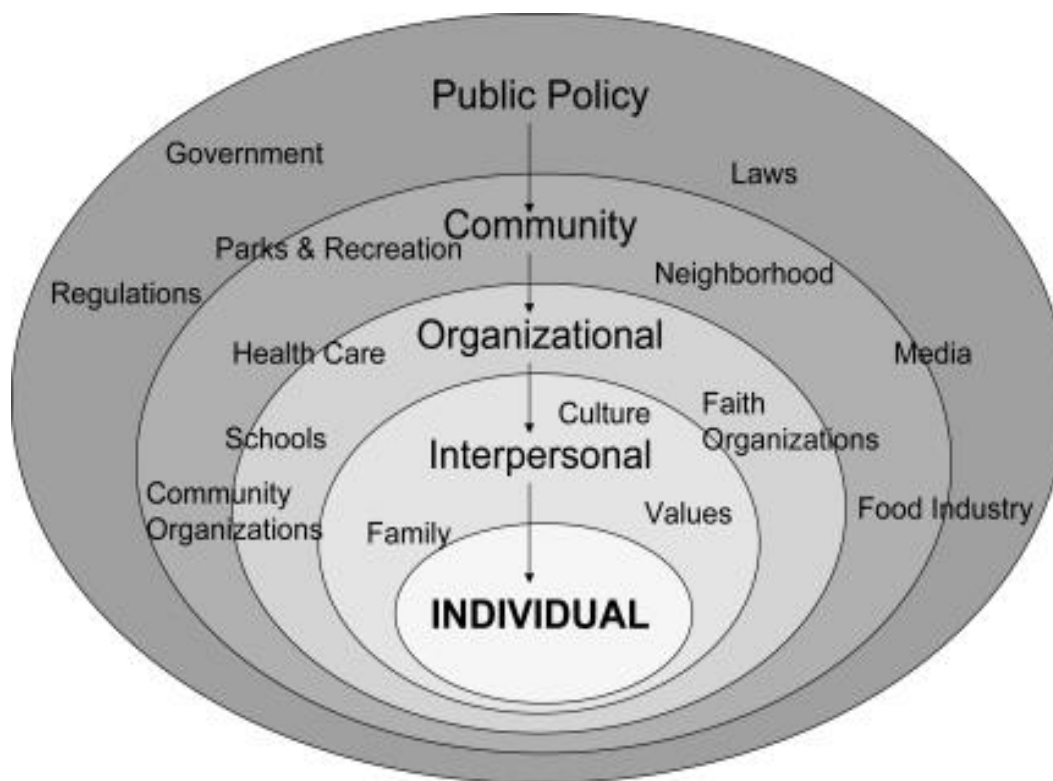 Public Policy
Government
Laws
Community
Parks & Recreation
Neighborhood
Regulations
Organizational
Health Care
Media
Culture
Faith
Organizations
Schools
Interpersonal
Community
Organizations
Values
Food Industry
Family
INDIVIDUAL